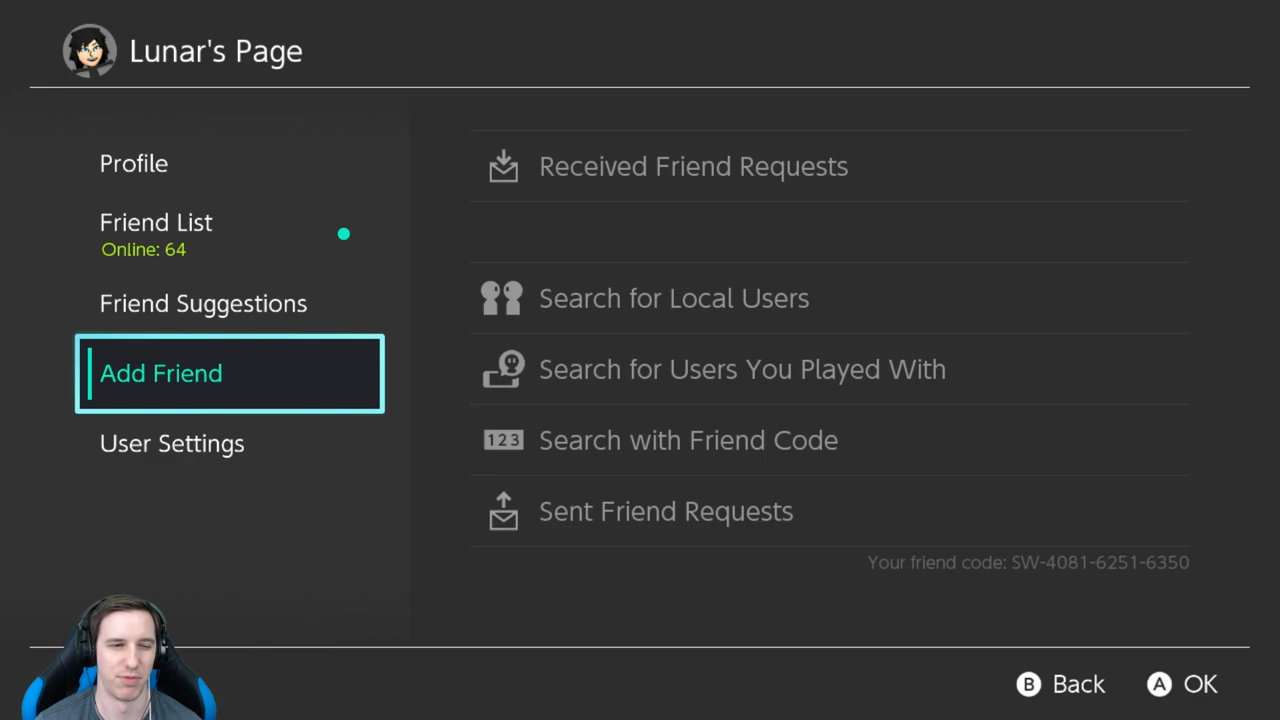 Lunar's Page
Profile
Friend List
Online: 64
Friend Suggestions
Add Friend
User Settings
Received Friend Requests
Search for Local Users
Search for Users You Played With
123 Search with Friend Code
Sent Friend Requests
Your friend code: SW-4081-6251-6350
B Back A OK